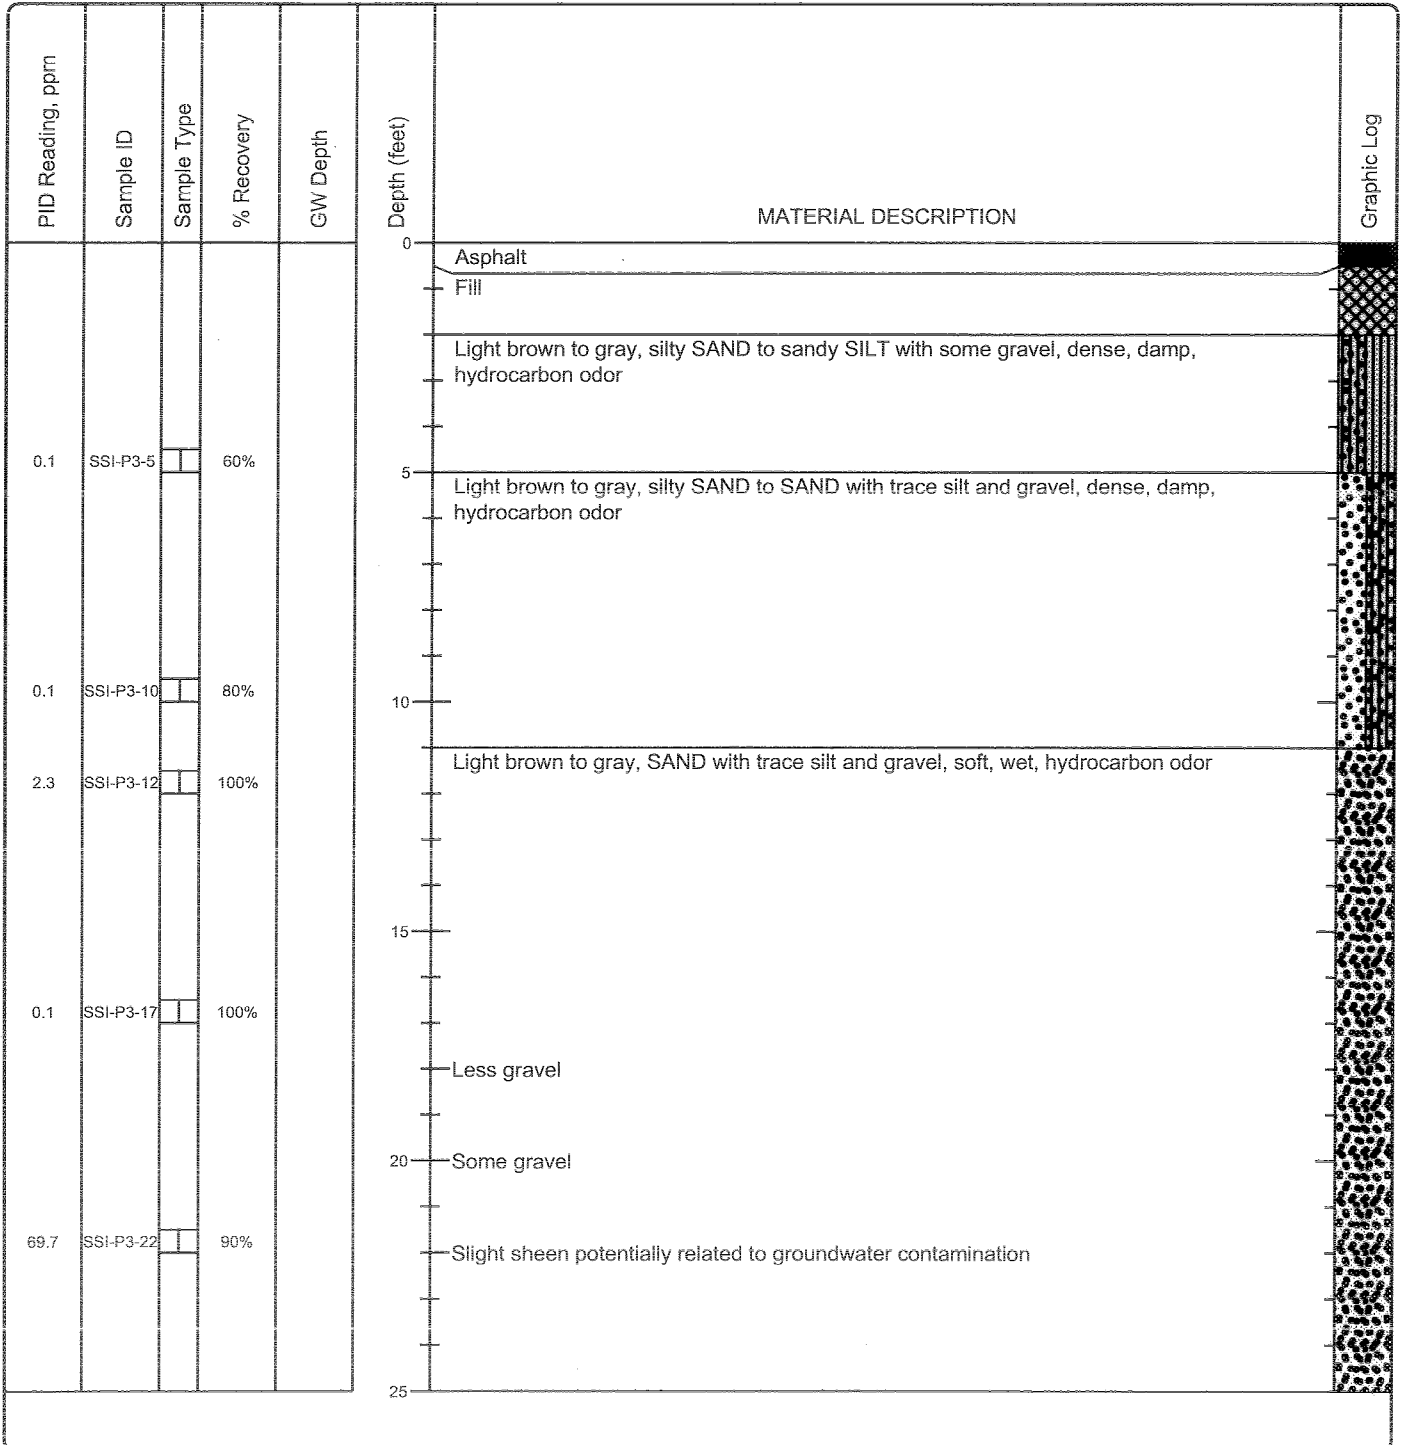 PID Reading, ppm
Sample ID
Sample Type
% Recovery
GW Depth
Depth (feet)
MATERIAL DESCRIPTION
Graphic Log
0
Asphalt
Fill
Light brown to gray, silty SAND to sandy SILT with some gravel, dense, damp,
hydrocarbon odor
0.1 SSI-P3-5 60%
5
Light brown to gray, silty SAND to SAND with trace silt and gravel, dense, damp,
hydrocarbon odor
0.1 SSI-P3-10 80%
10
Light brown to gray, SAND with trace silt and gravel, soft, wet, hydrocarbon odor
2.3 SSI-P3-12 100%
15
0.1 SSI-P3-17 100%
Less gravel
20 Some gravel
69.7 SSI-P3-22 90%
Slight sheen potentially related to groundwater contamination
25